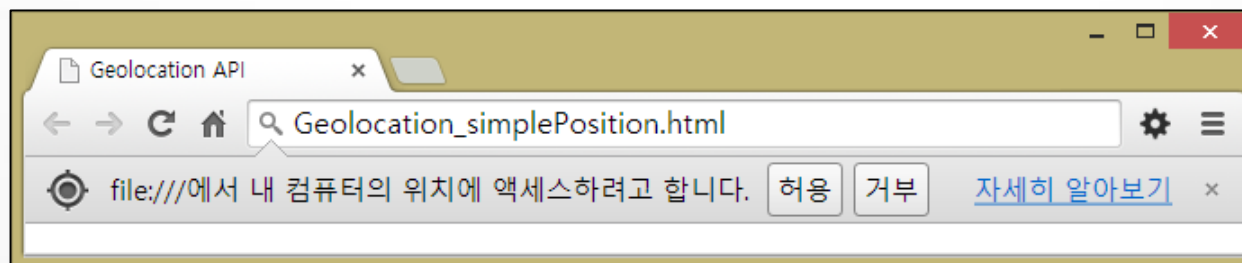 Geolocation API
Geolocation_simplePosition.html
file:///에서 내 컴퓨터의 위치에 액세스하려고 합니다. 허용 거부 자세히 알아보기